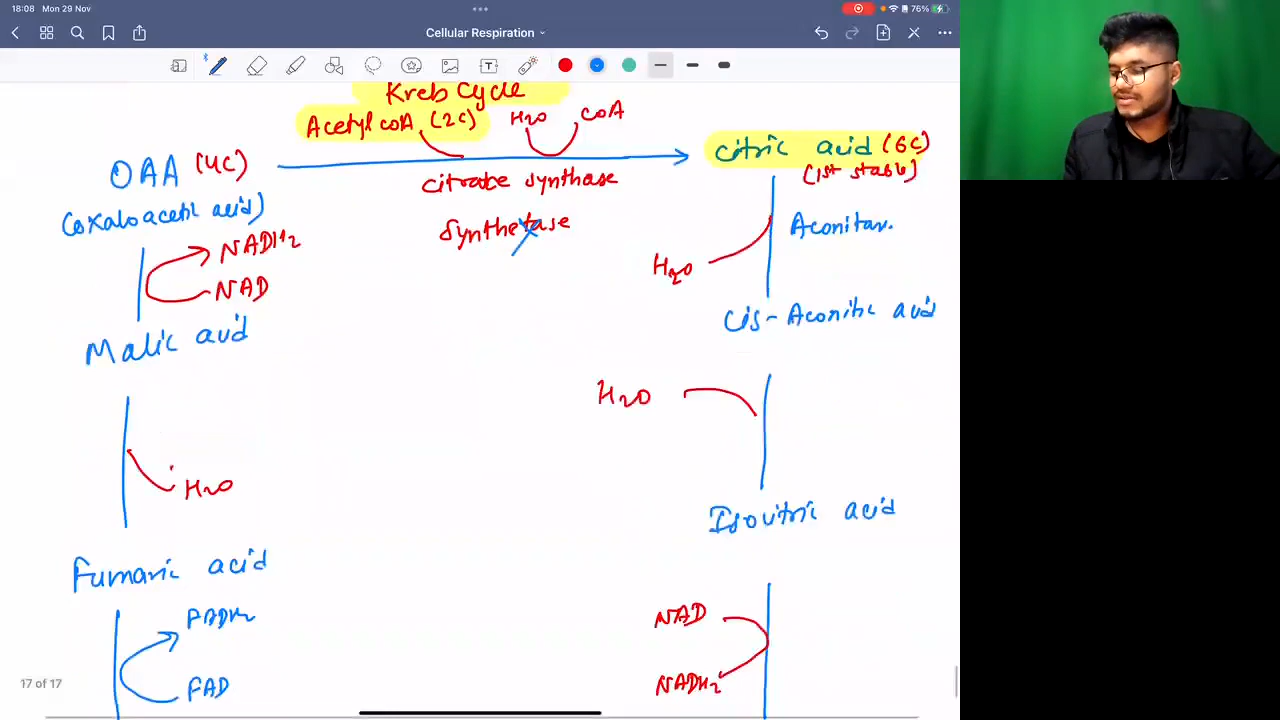 18:08 Mon 29 Nov
76%
Cellular Respiration
Kreb Cycle
Acetyl coA (2C)
H2O
COA
OAA (4C)
Citric acid (6C)
(1st stable)
citrate synthase
(oxaloacetic acid)
Synthetase
Aconitas.
NADH2
NAD
H2O
Cis-Aconitic acid
Malic acid
H2O
H2O
Isocitric acid
Fumaric acid
FADH2
NAD
FAD
NADH2
17 of 17